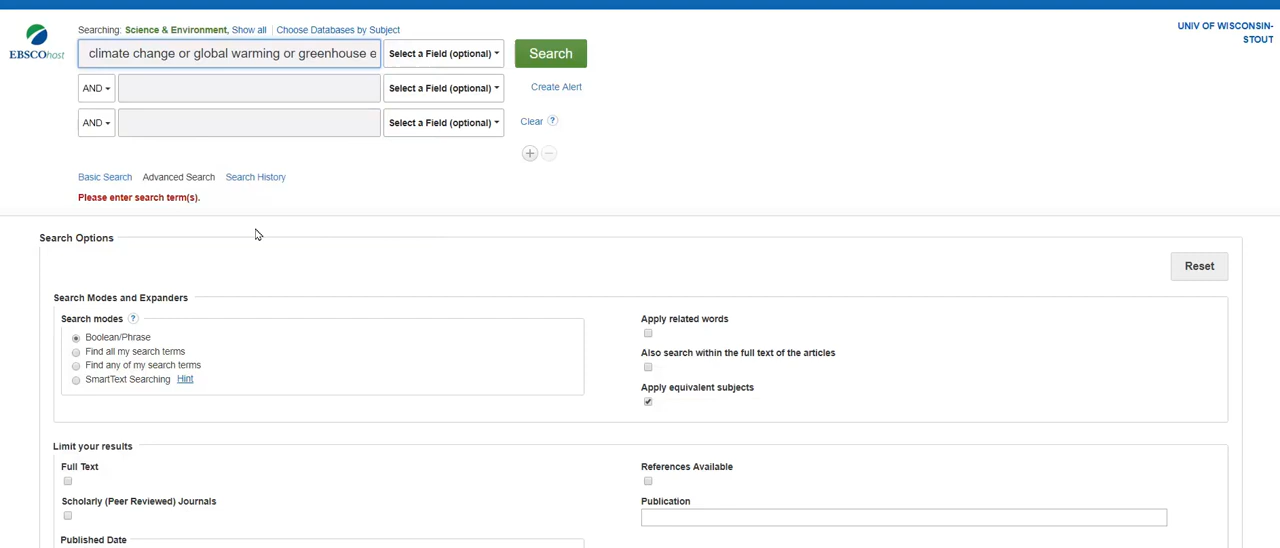 Searching: Science & Environment, Show all | Choose Databases by Subject
UNIV OF WISCONSIN-
STOUT
EBSCOhost
climate change or global warming or greenhouse e
Select a Field (optional)
Search
AND
Select a Field (optional)
Create Alert
AND
Select a Field (optional)
Clear ?
Basic Search Advanced Search Search History
Please enter search term(s).
Search Options
Reset
Search Modes and Expanders
Search modes ?
Boolean/Phrase
Find all my search terms
Find any of my search terms
SmartText Searching Hint
Apply related words
Also search within the full text of the articles
Apply equivalent subjects
Limit your results
Full Text
References Available
Scholarly (Peer Reviewed) Journals
Publication
Published Date